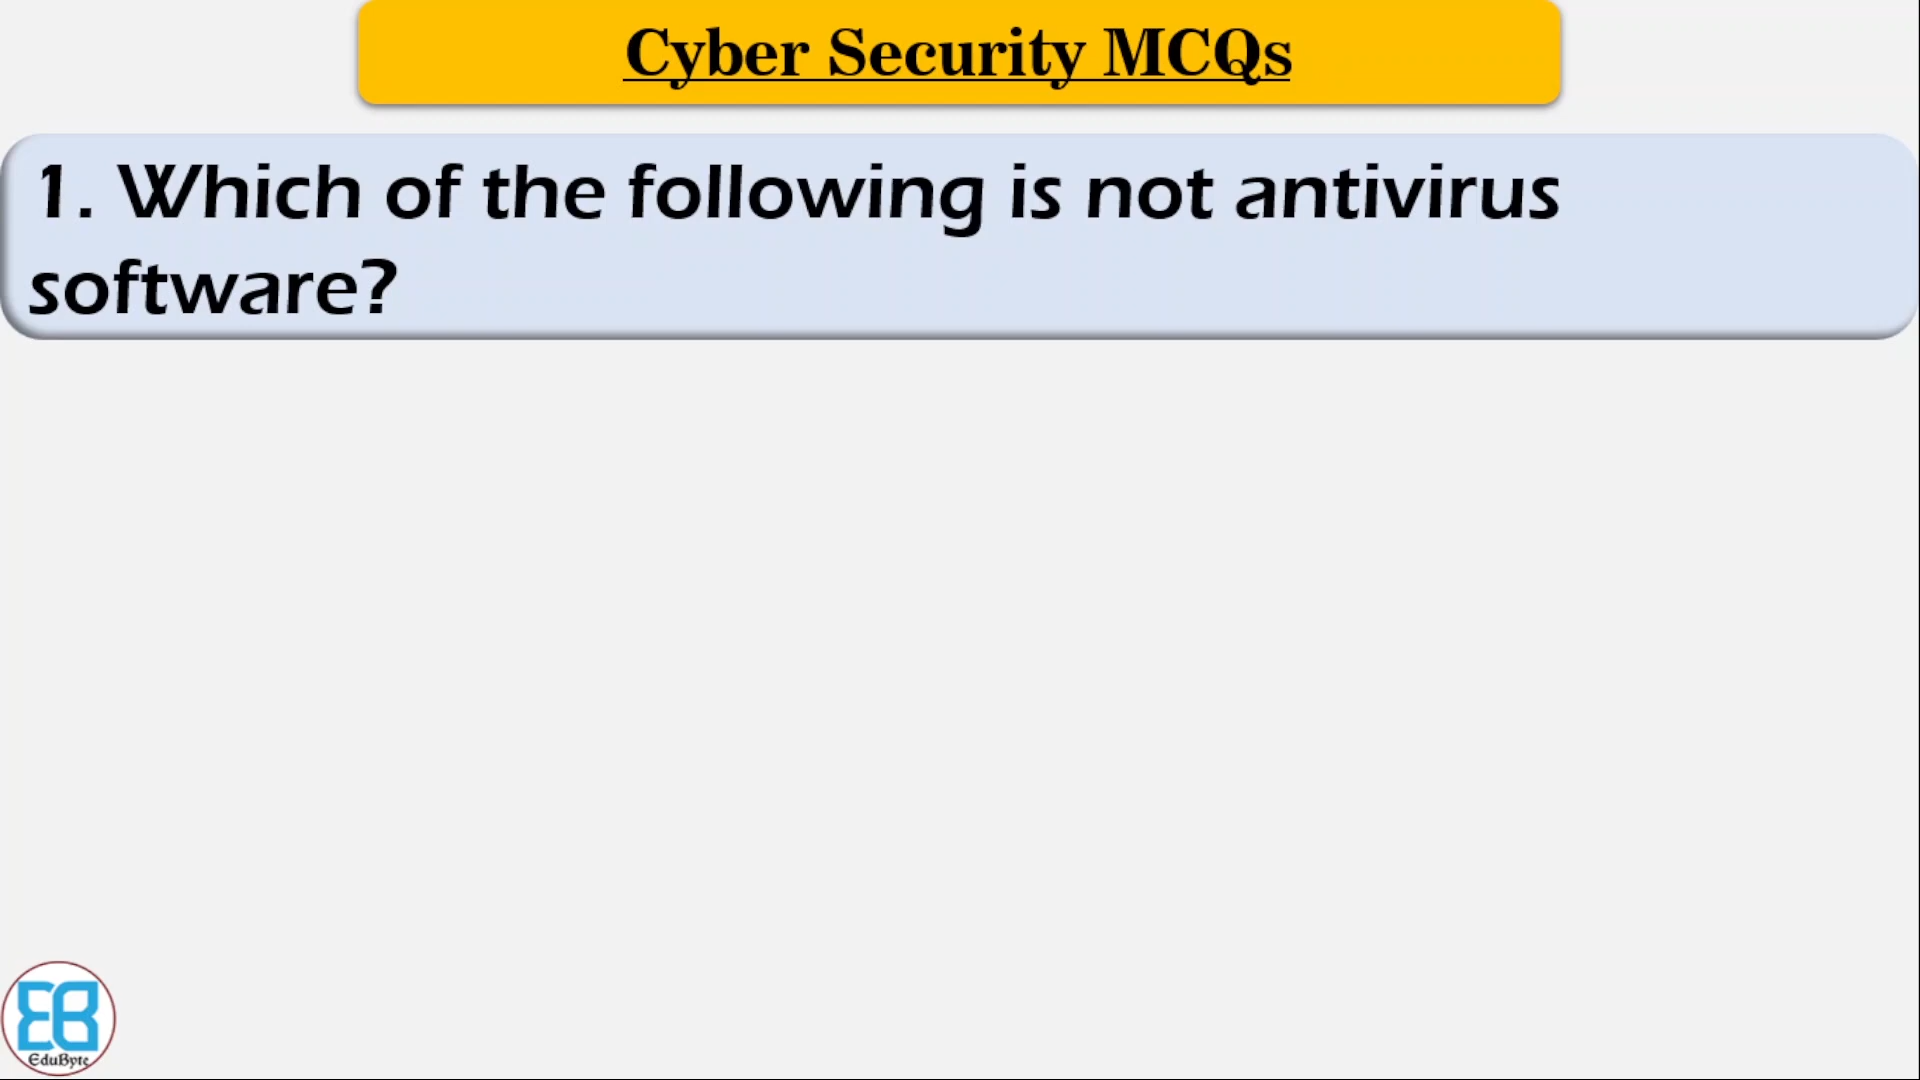 Cyber Security MCQs
1. Which of the following is not antivirus
software?
EduByte